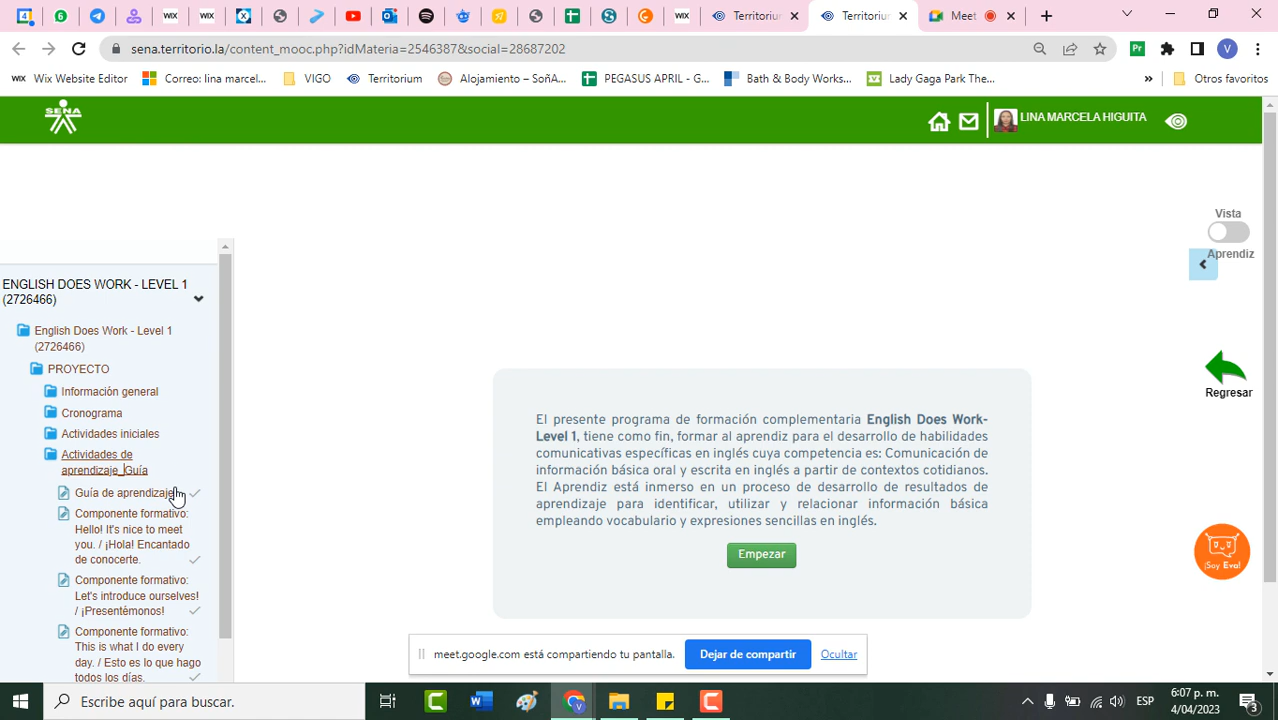 Territoriu
Territoriu
Meet
sena.territorio.la/content_mooc.php?idMateria=2546387&social=28687202
Wix Website Editor
Correo: lina marcel...
VIGO
Territorium
Alojamiento – SoñA...
PEGASUS APRIL - G...
Bath & Body Works...
Lady Gaga Park The...
»
Otros favoritos
SENA
LINA MARCELA HIGUITA
Vista
Aprendiz
ENGLISH DOES WORK - LEVEL 1
(2726466)
English Does Work - Level 1
(2726466)
PROYECTO
Información general
Cronograma
Actividades iniciales
Actividades de
aprendizaje_Guía
Guía de aprendizaje
Componente formativo:
Hello! It's nice to meet
you. / ¡Hola! Encantado
de conocerte.
Componente formativo:
Let's introduce ourselves!
/ ¡Presentémonos!
Componente formativo:
This is what I do every
day. / Esto es lo que hago
todos los días.
El presente programa de formación complementaria English Does Work-
Level 1, tiene como fin, formar al aprendiz para el desarrollo de habilidades
comunicativas específicas en inglés cuya competencia es: Comunicación de
información básica oral y escrita en inglés a partir de contextos cotidianos.
El Aprendiz está inmerso en un proceso de desarrollo de resultados de
aprendizaje para identificar, utilizar y relacionar información básica
empleando vocabulario y expresiones sencillas en inglés.
Empezar
Regresar
¡Soy Eva!
meet.google.com está compartiendo tu pantalla.
Dejar de compartir
Ocultar
Escribe aquí para buscar.
ESP
6:07 p. m.
4/04/2023
3